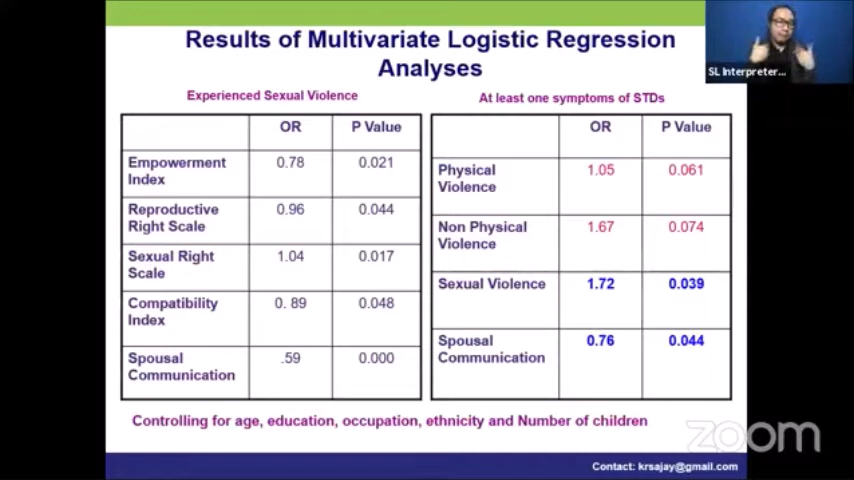 Results of Multivariate Logistic Regression
Analyses
SL Interpreter...
Experienced Sexual Violence
OR P Value
Empowerment 0.78 0.021
Index
Reproductive 0.96 0.044
Right Scale
Sexual Right 1.04 0.017
Scale
Compatibility 0. 89 0.048
Index
Spousal .59 0.000
Communication
At least one symptoms of STDs
OR P Value
Physical 1.05 0.061
Violence
Non Physical 1.67 0.074
Violence
Sexual Violence 1.72 0.039
Spousal 0.76 0.044
Communication
Controlling for age, education, occupation, ethnicity and Number of children
zoom
Contact: krsajay@gmail.com